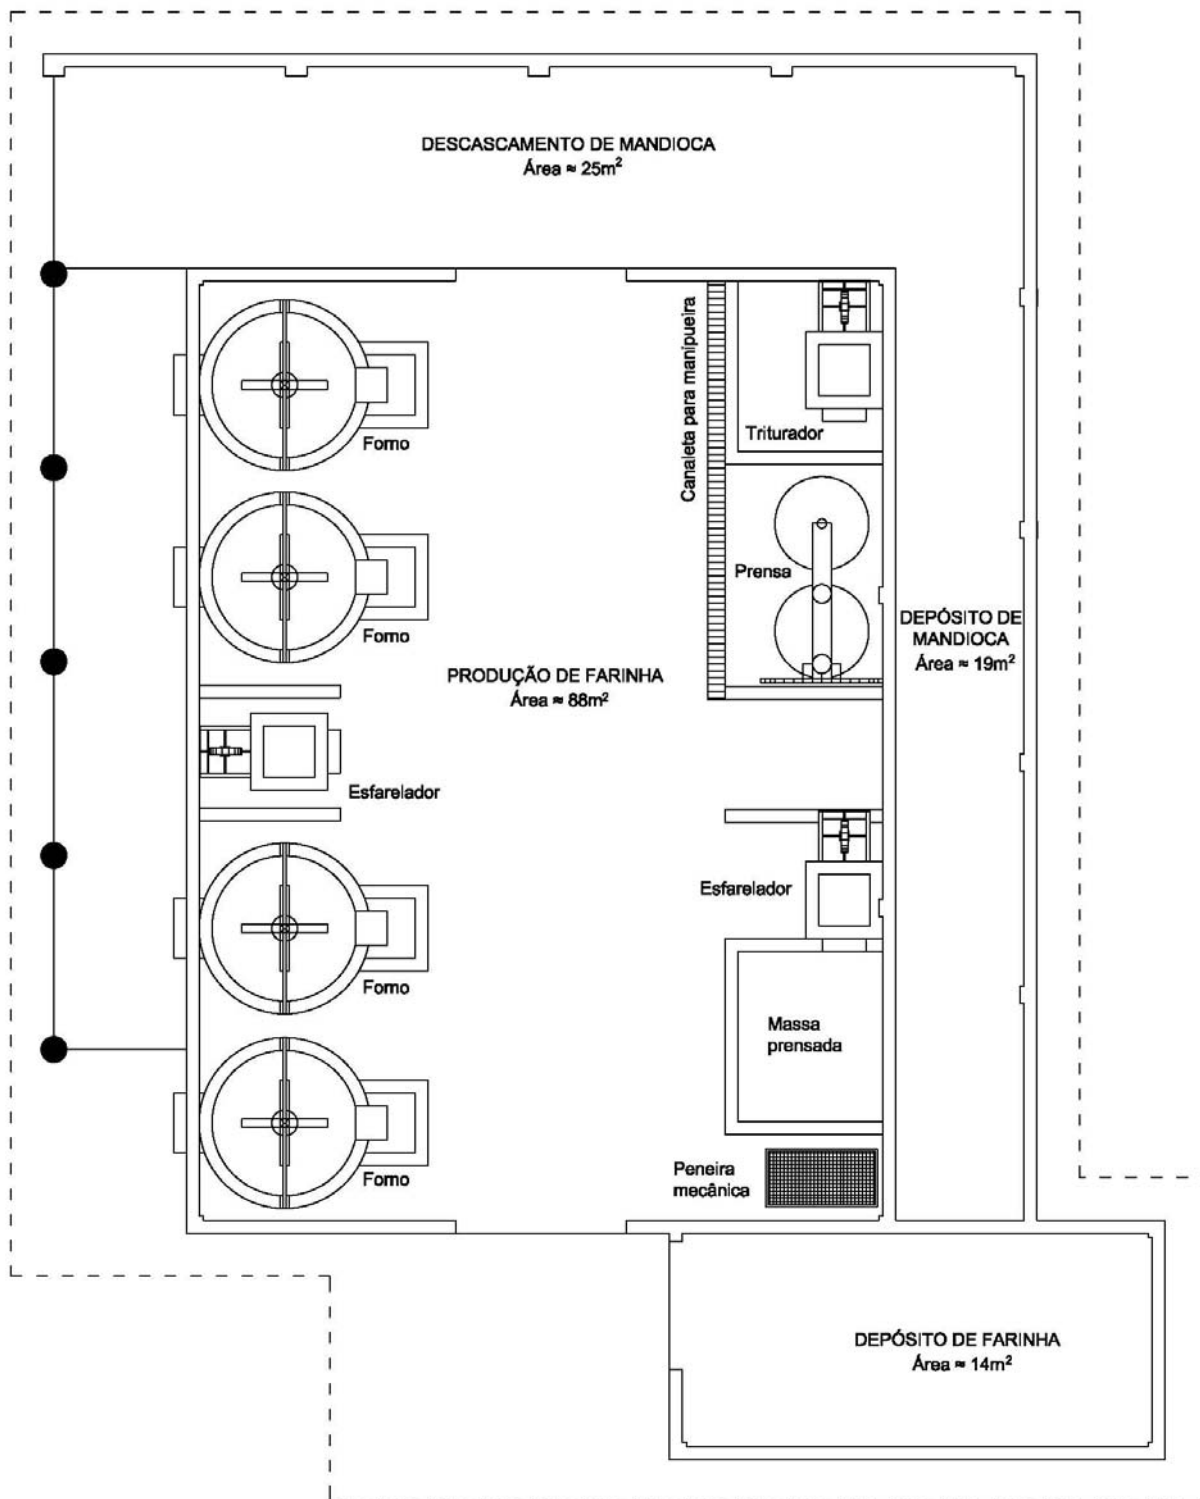 DESCASCAMENTO DE MANDIOCA
Área ≈ 25m²
Canaleta para manipueira
Triturador
Forno
Prensa
Forno
DEPÓSITO DE
MANDIOCA
Área ≈ 19m²
PRODUÇÃO DE FARINHA
Área ≈ 88m²
Esfarelador
Esfarelador
Forno
Massa
prensada
Forno
Peneira
mecânica
DEPÓSITO DE FARINHA
Área ≈ 14m²